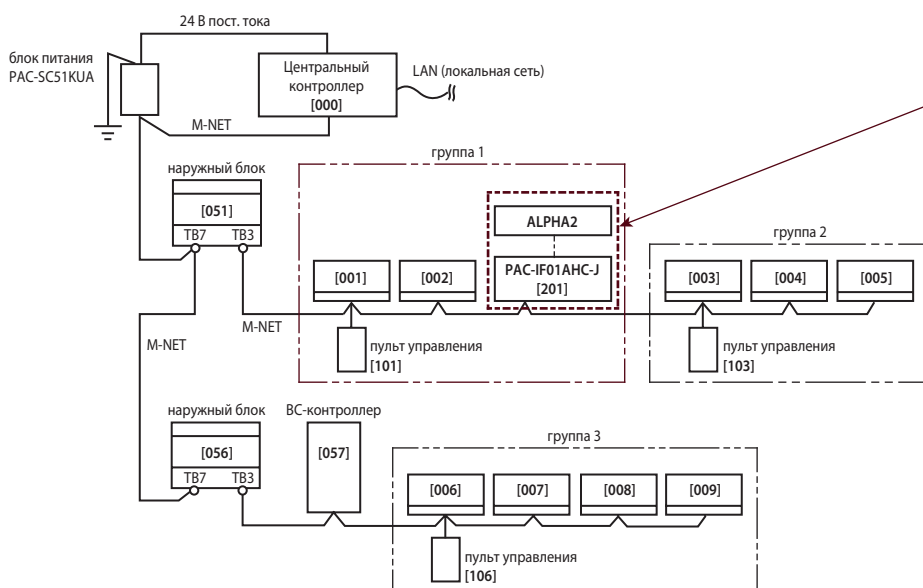 24 В пост. тока
блок питания
PAC-SC51KUA
Центральный
контроллер
[000]
LAN (локальная сеть)
M-NET
группа 1
наружный блок
[051]
TB7 TB3
ALPHA2
PAC-IF01AHC-J
[201]
группа 2
[001] [002]
[003] [004] [005]
M-NET
M-NET
пульт управления
[101]
пульт управления
[103]
наружный блок
[056]
TB7 TB3
BC-контроллер
[057]
группа 3
[006] [007] [008] [009]
пульт управления
[106]